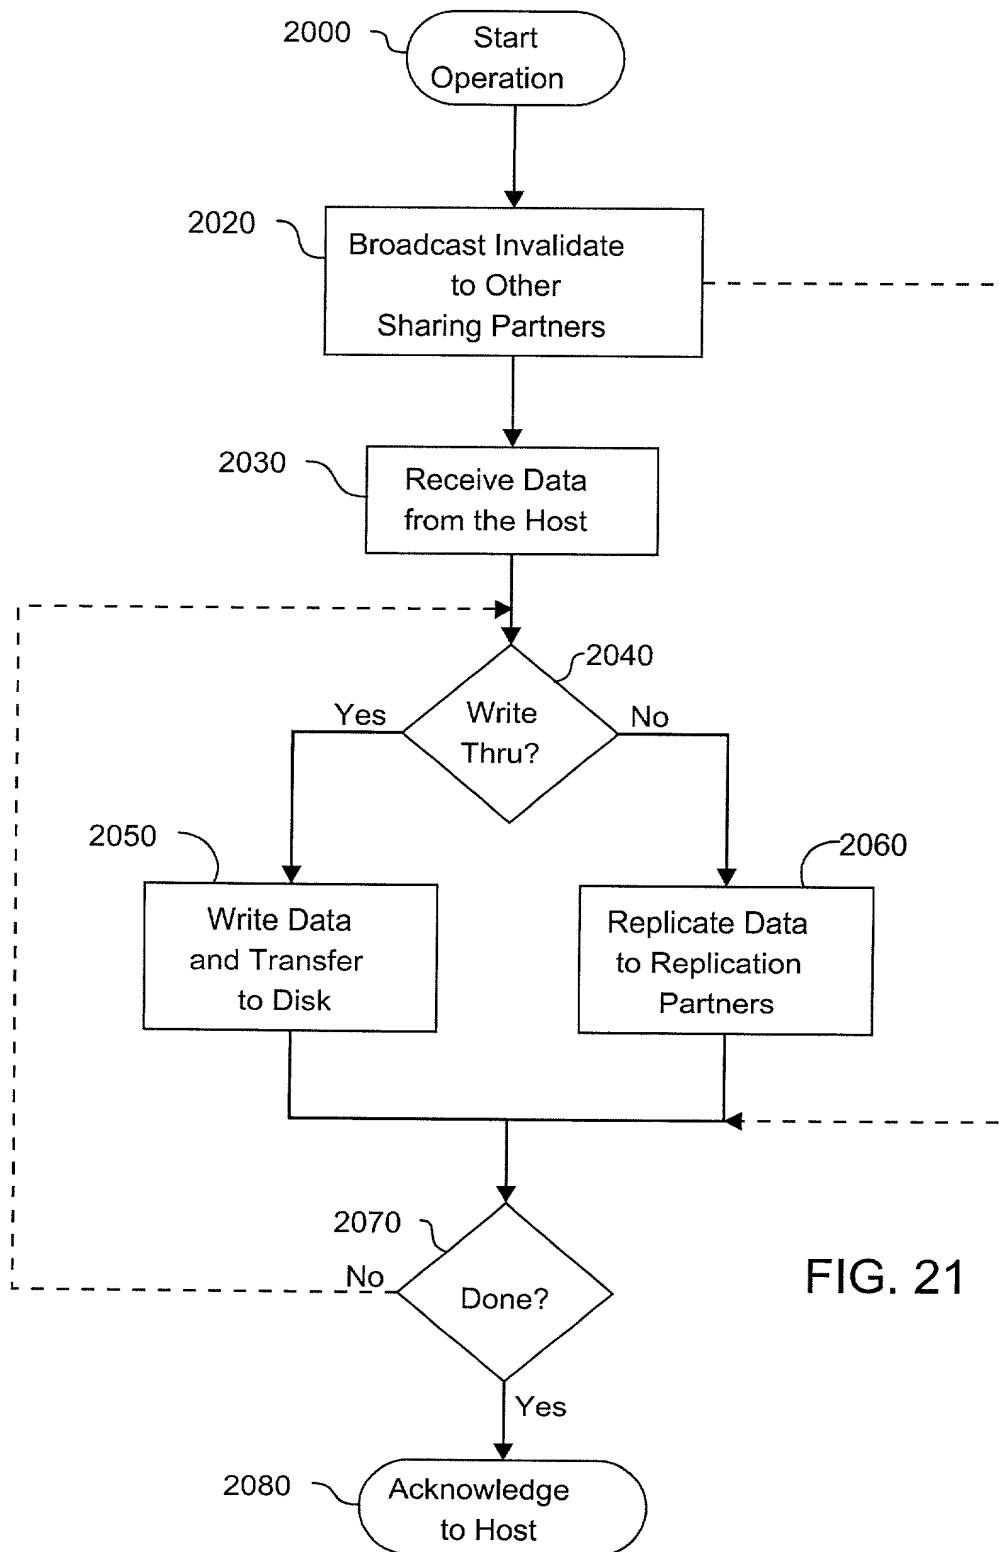 2000
Start
Operation
2020
Broadcast Invalidate
to Other
Sharing Partners
2030
Receive Data
from the Host
2040
Write
Thru?
Yes
No
2050
Write Data
and Transfer
to Disk
2060
Replicate Data
to Replication
Partners
2070
No
Done?
FIG. 21
Yes
2080
Acknowledge
to Host